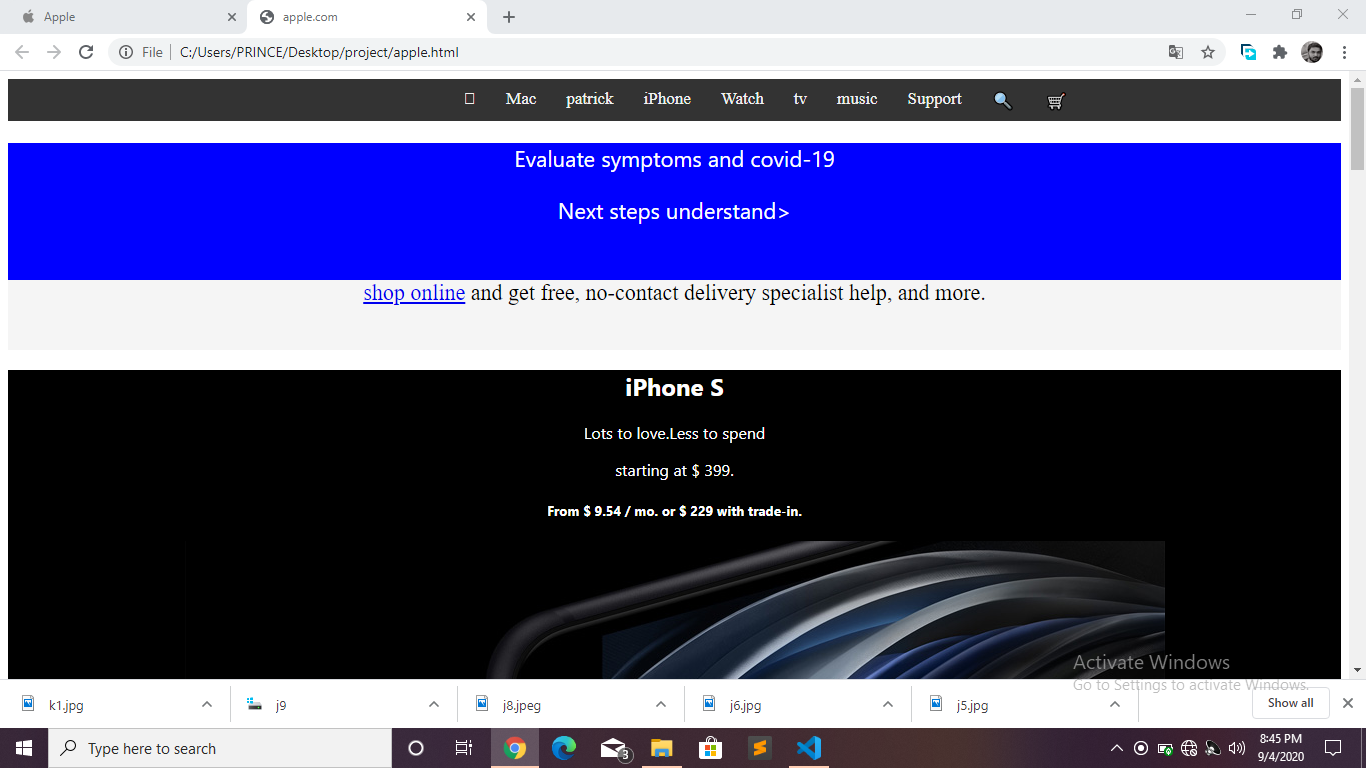 Apple
apple.com
File
C:/Users/PRINCE/Desktop/project/apple.html
Mac patrick iPhone Watch tv music Support
Evaluate symptoms and covid-19
Next steps understand>
shop online and get free, no-contact delivery specialist help, and more.
iPhone S
Lots to love.Less to spend
starting at $ 399.
From $ 9.54 / mo. or $ 229 with trade-in.
Activate Windows
Go to Settings to activate Windows.
k1.jpg j9 j8.jpeg j6.jpg j5.jpg Show all
Type here to search
3
8:45 PM
9/4/2020